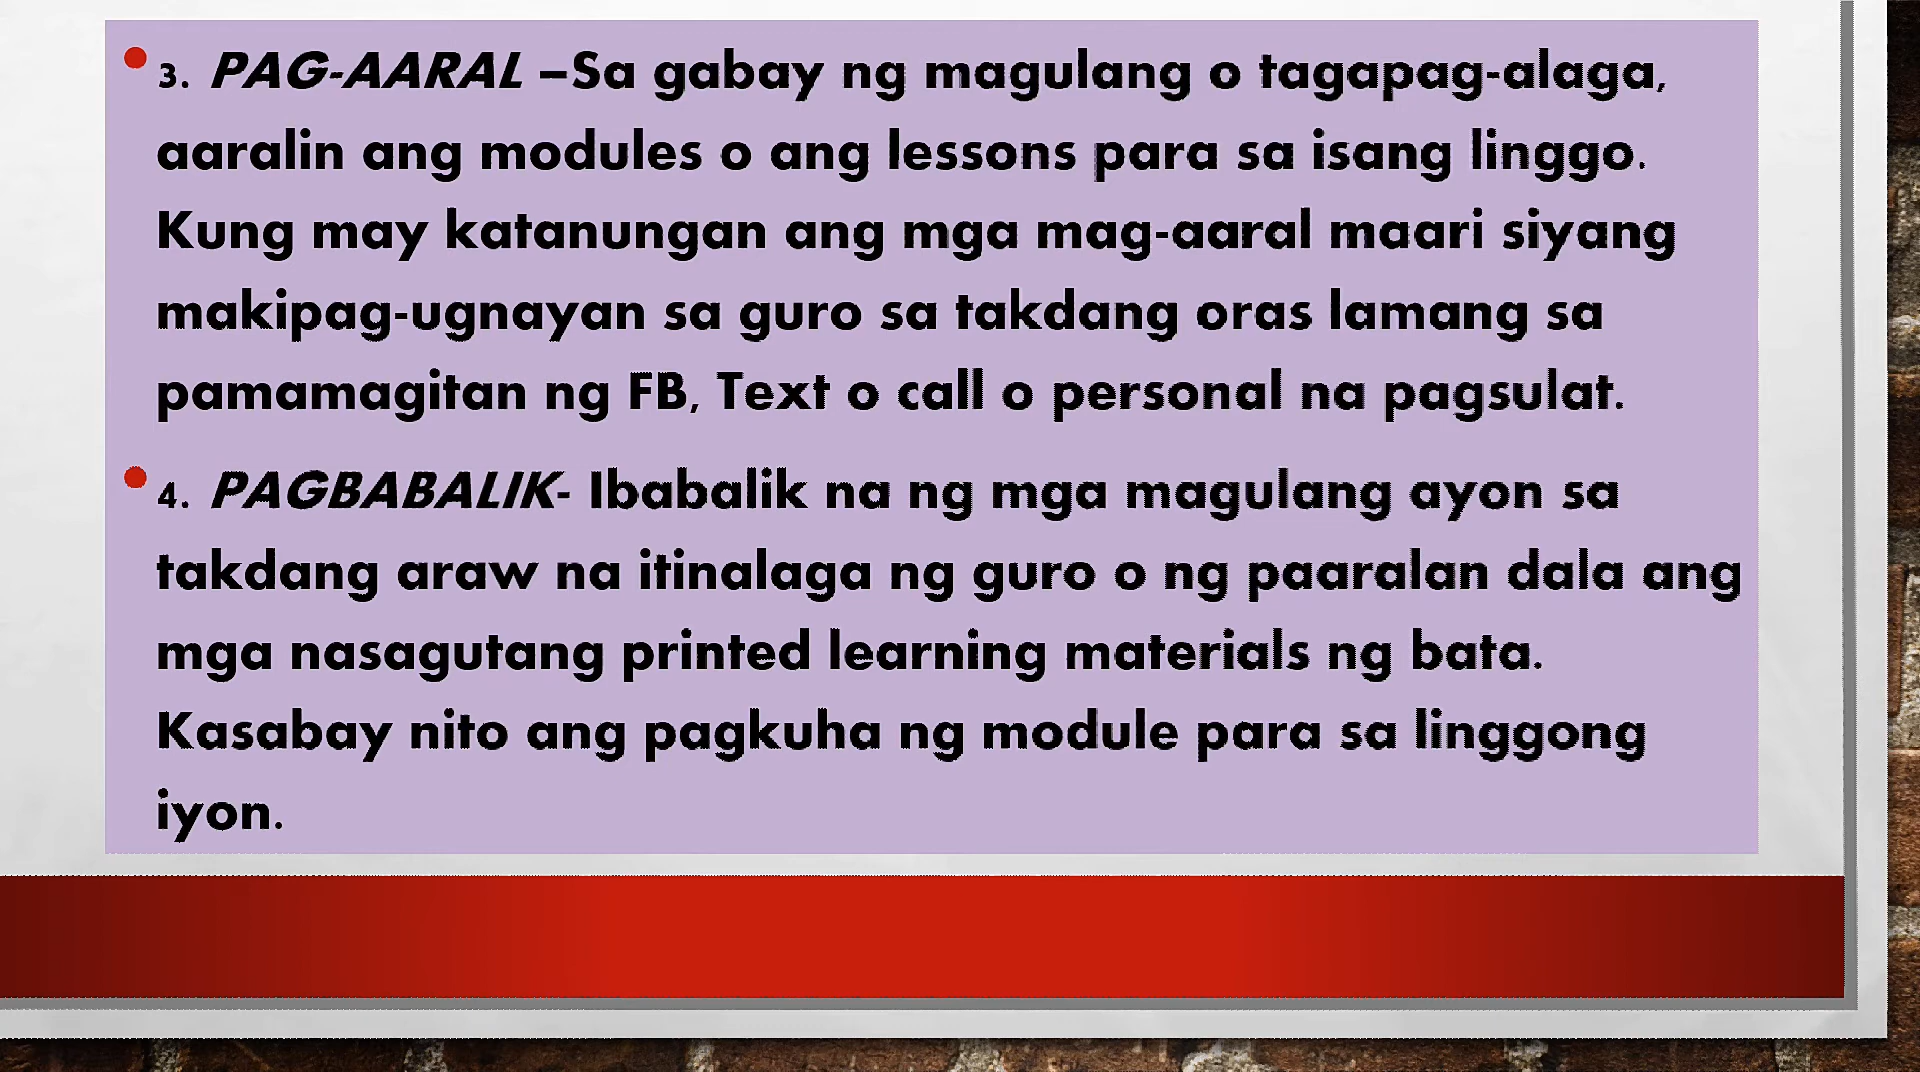 • 3. PAG-AARAL –Sa gabay ng magulang o tagapag-alaga,
aaralin ang modules o ang lessons para sa isang linggo.
Kung may katanungan ang mga mag-aaral maari siyang
makipag-ugnayan sa guro sa takdang oras lamang sa
pamamagitan ng FB, Text o call o personal na pagsulat.
• 4. PAGBABALIK- Ibabalik na ng mga magulang ayon sa
takdang araw na itinalaga ng guro o ng paaralan dala ang
mga nasagutang printed learning materials ng bata.
Kasabay nito ang pagkuha ng module para sa linggong
iyon.